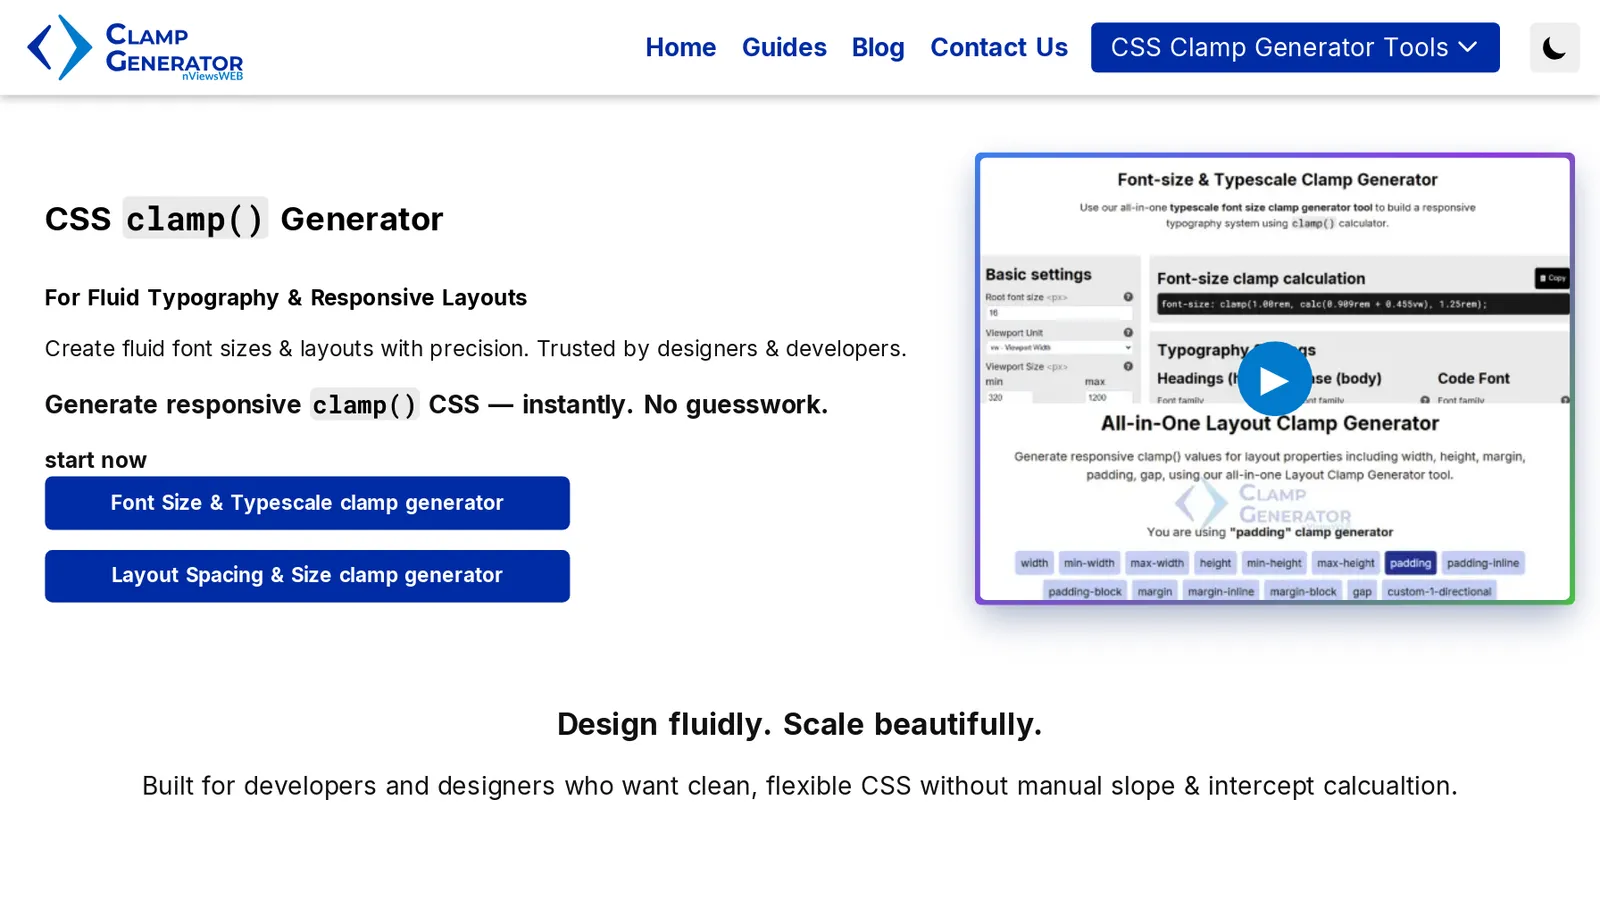 CLAMP
GENERATOR
nViewsWEB
Home Guides Blog Contact Us CSS Clamp Generator Tools
CSS clamp() Generator
For Fluid Typography & Responsive Layouts
Create fluid font sizes & layouts with precision. Trusted by designers & developers.
Generate responsive clamp() CSS — instantly. No guesswork.
start now
Font Size & Typescale clamp generator
Layout Spacing & Size clamp generator
Font-size & Typescale Clamp Generator
Use our all-in-one typescale font size clamp generator tool to build a responsive
typography system using clamp() calculator.
Basic settings
Root font size <px>
16
Viewport Unit
vw - Viewport Width
Viewport Size <px>
min max
320 1200
Font-size clamp calculation
Copy
font-size: clamp(1.00rem, calc(0.909rem + 0.455vw), 1.25rem);
Typography
Headings (body) Code Font
Font family font family Font family
All-in-One Layout Clamp Generator
Generate responsive clamp() values for layout properties including width, height, margin,
padding, gap, using our all-in-one Layout Clamp Generator tool.
CLAMP
GENERATOR
You are using "padding" clamp generator
width min-width max-width height min-height max-height padding padding-inline
padding-block margin margin-inline margin-block gap custom-1-directional
Design fluidly. Scale beautifully.
Built for developers and designers who want clean, flexible CSS without manual slope & intercept calcualtion.